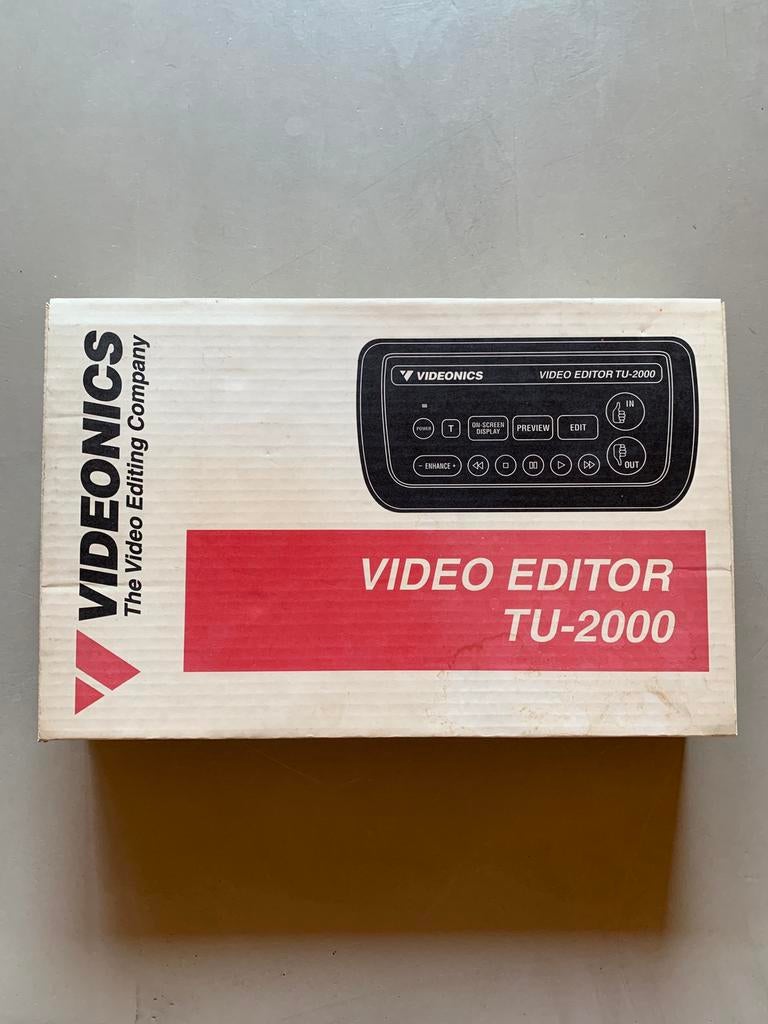 VIDEONICS
The Video Editing Company
VIDEONICS VIDEO EDITOR TU-2000
IN
POWER T ON-SCREEN DISPLAY PREVIEW EDIT
- ENHANCE +
OUT
VIDEO EDITOR
TU-2000